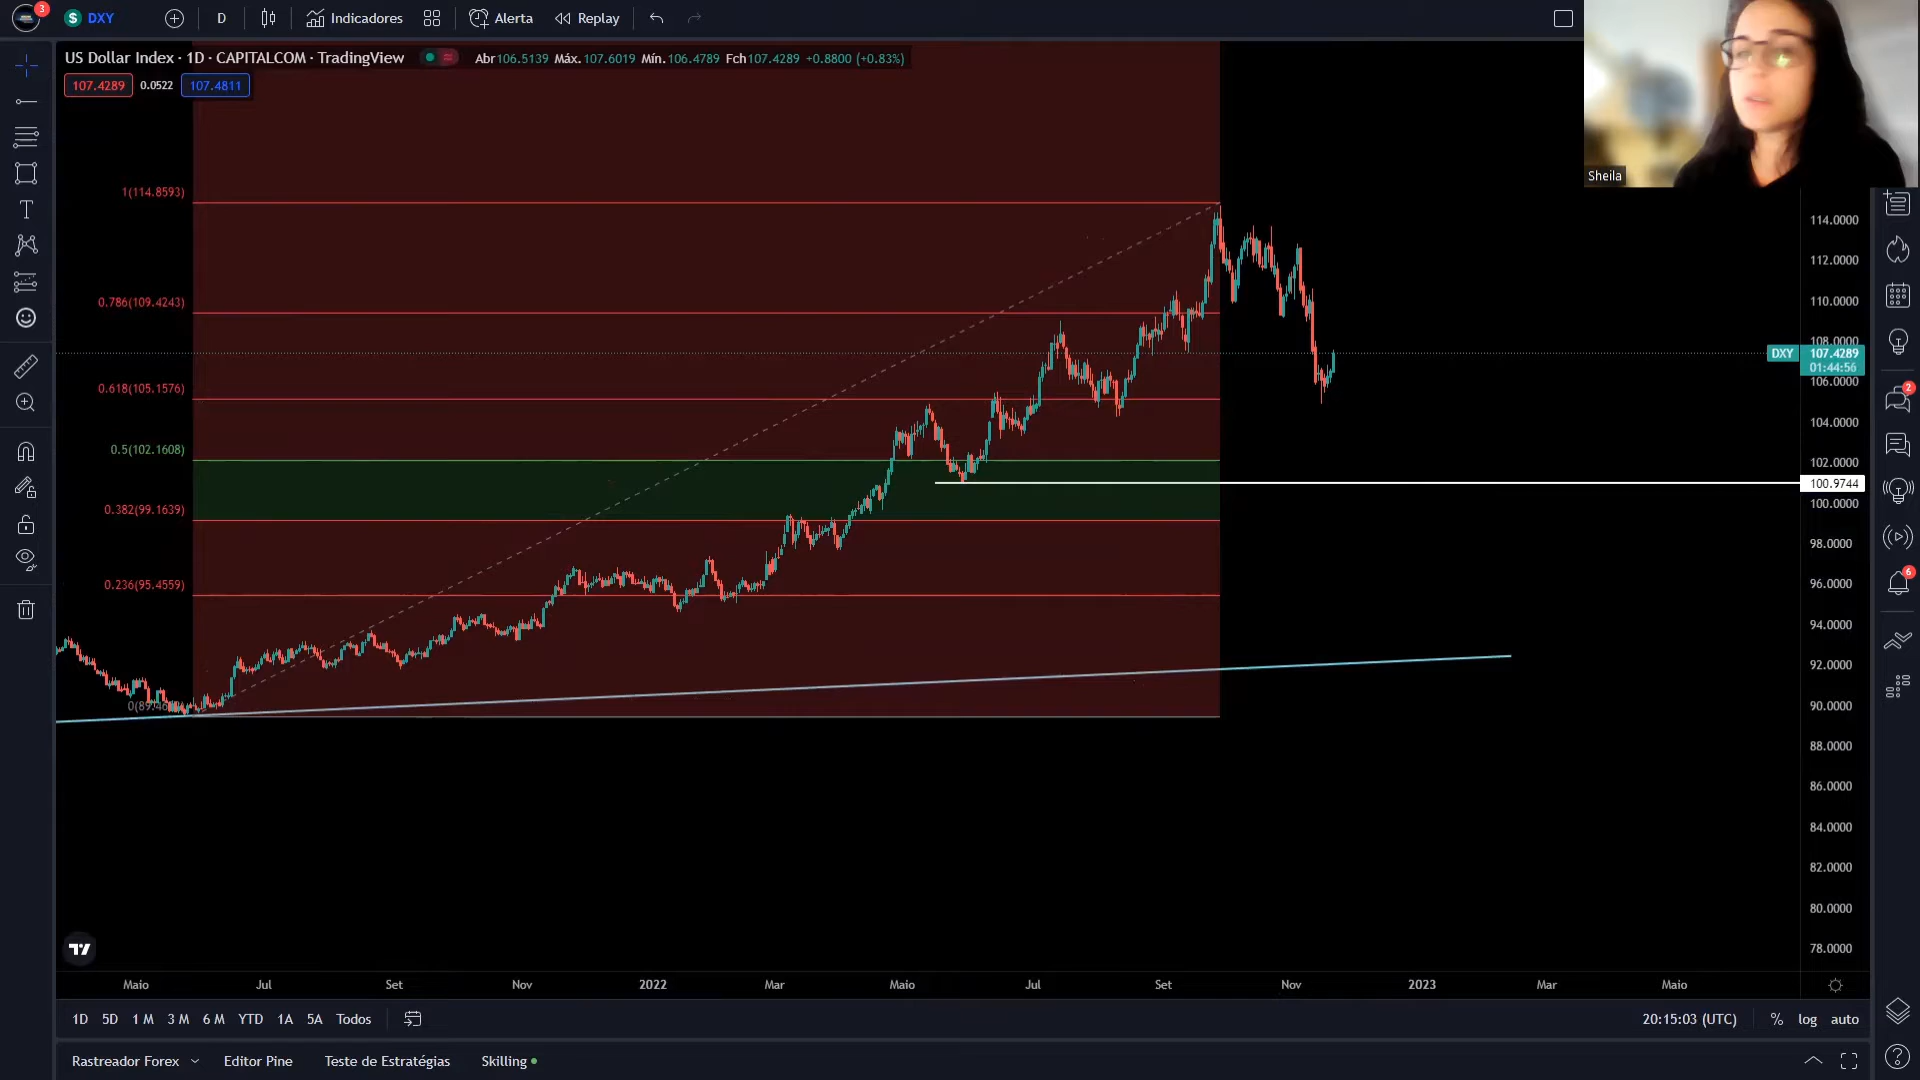 3
S DXY
D
Indicadores
Alerta
Replay
US Dollar Index · 1D · CAPITALCOM · TradingView
Abr106.5139 Máx.107.6019 Mín.106.4789 Fch107.4289 +0.8800 (+0.83%)
107.4289 0.0522 107.4811
Sheila
1(114.8593)
0.786(109.4243)
0.618(105.1576)
0.5(102.1608)
0.382(99.1639)
0.236(95.4559)
114.0000
112.0000
110.0000
108.0000
DXY 107.4289
01:44:56
106.0000
104.0000
102.0000
100.9744
100.0000
98.0000
96.0000
94.0000
92.0000
90.0000
88.0000
86.0000
84.0000
82.0000
80.0000
78.0000
2
6
Maio Jul Set Nov 2022 Mar Maio Jul Set Nov 2023 Mar Maio
1D 5D 1 M 3 M 6 M YTD 1A 5A Todos
20:15:03 (UTC) % log auto
Rastreador Forex Editor Pine Teste de Estratégias Skilling